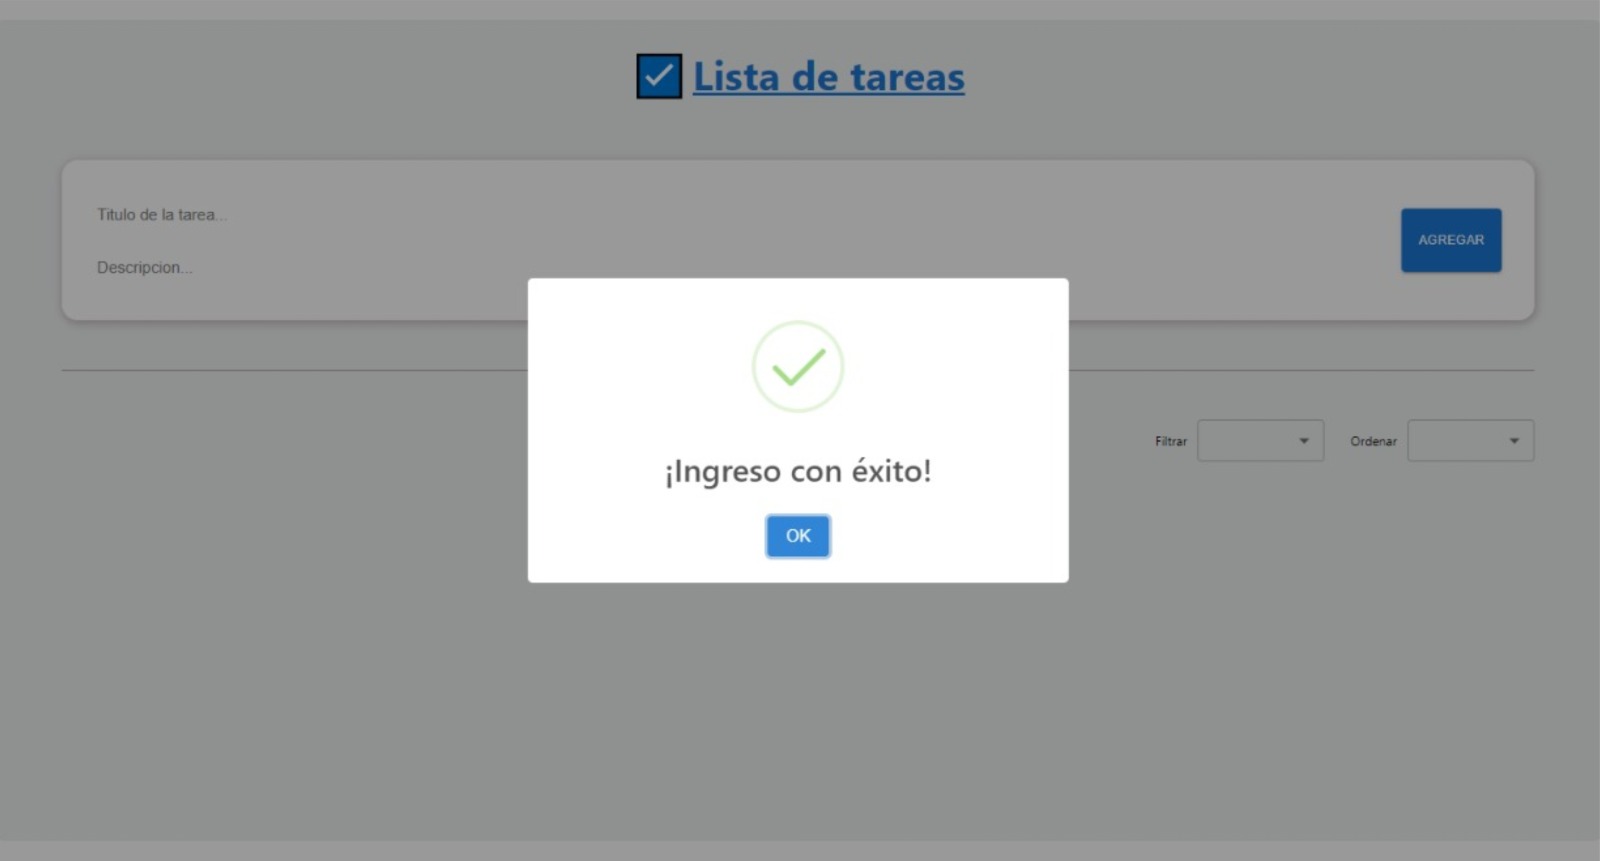 Lista de tareas
Titulo de la tarea...
AGREGAR
Descripcion...
¡Ingreso con éxito!
OK
Filtrar
Ordenar